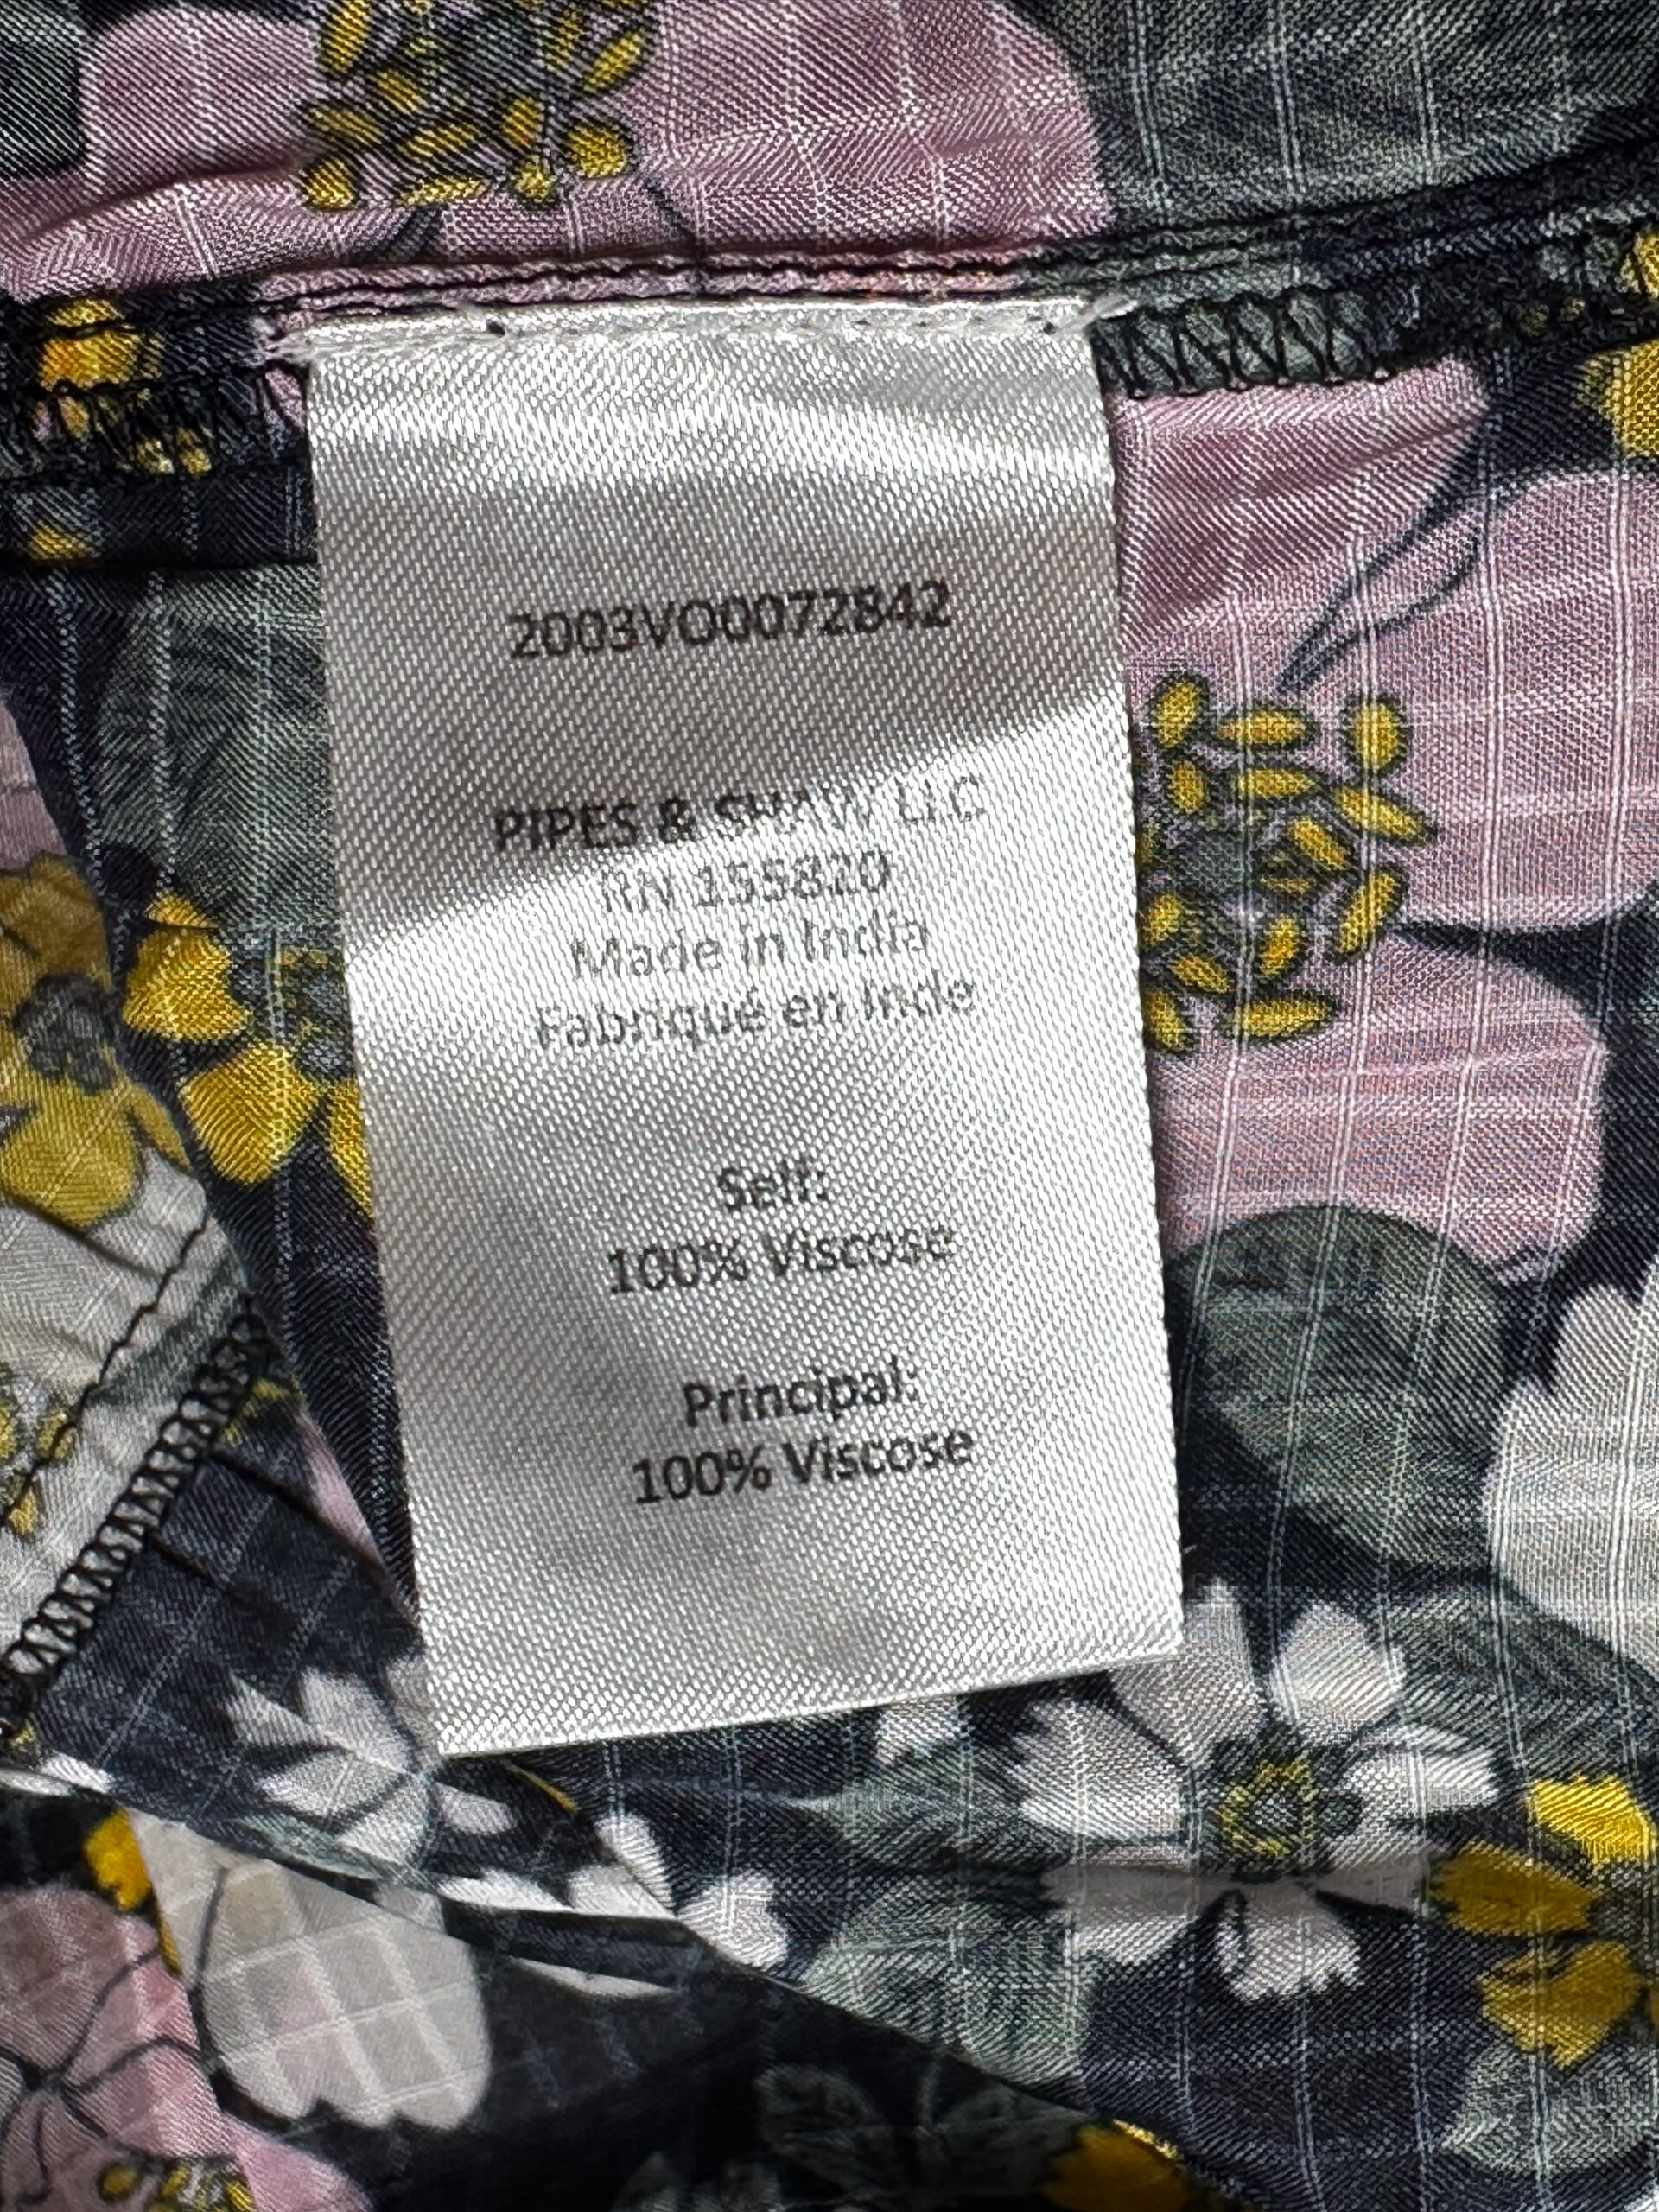 2003VO0072842
PIPES & SHAW LLC
RN 155820
Made in India
Fabriqué en Inde
Self:
100% Viscose
Principal:
100% Viscose